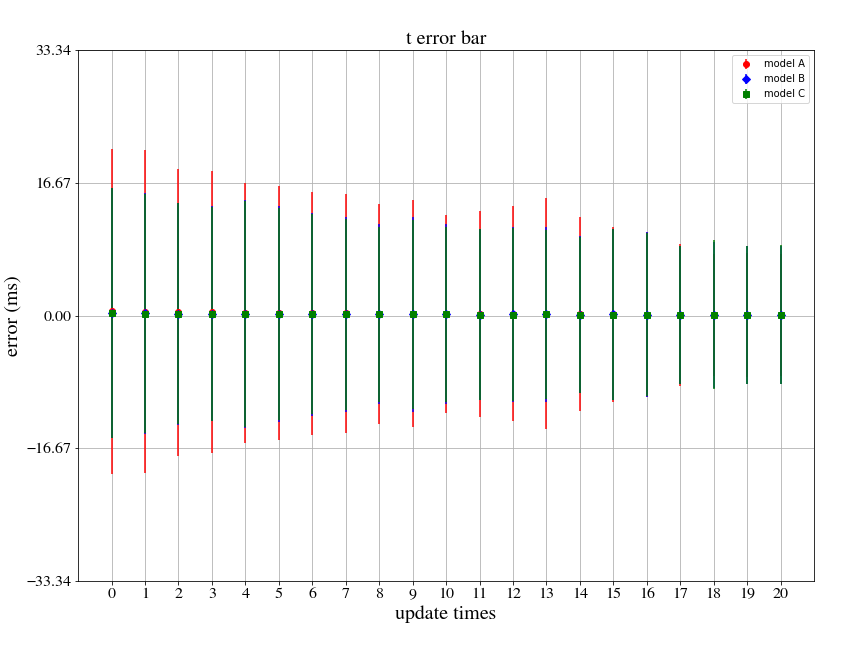 t error bar
33.34
16.67
0.00
−16.67
−33.34
error (ms)
model A
model B
model C
0 1 2 3 4 5 6 7 8 9 10 11 12 13 14 15 16 17 18 19 20
update times